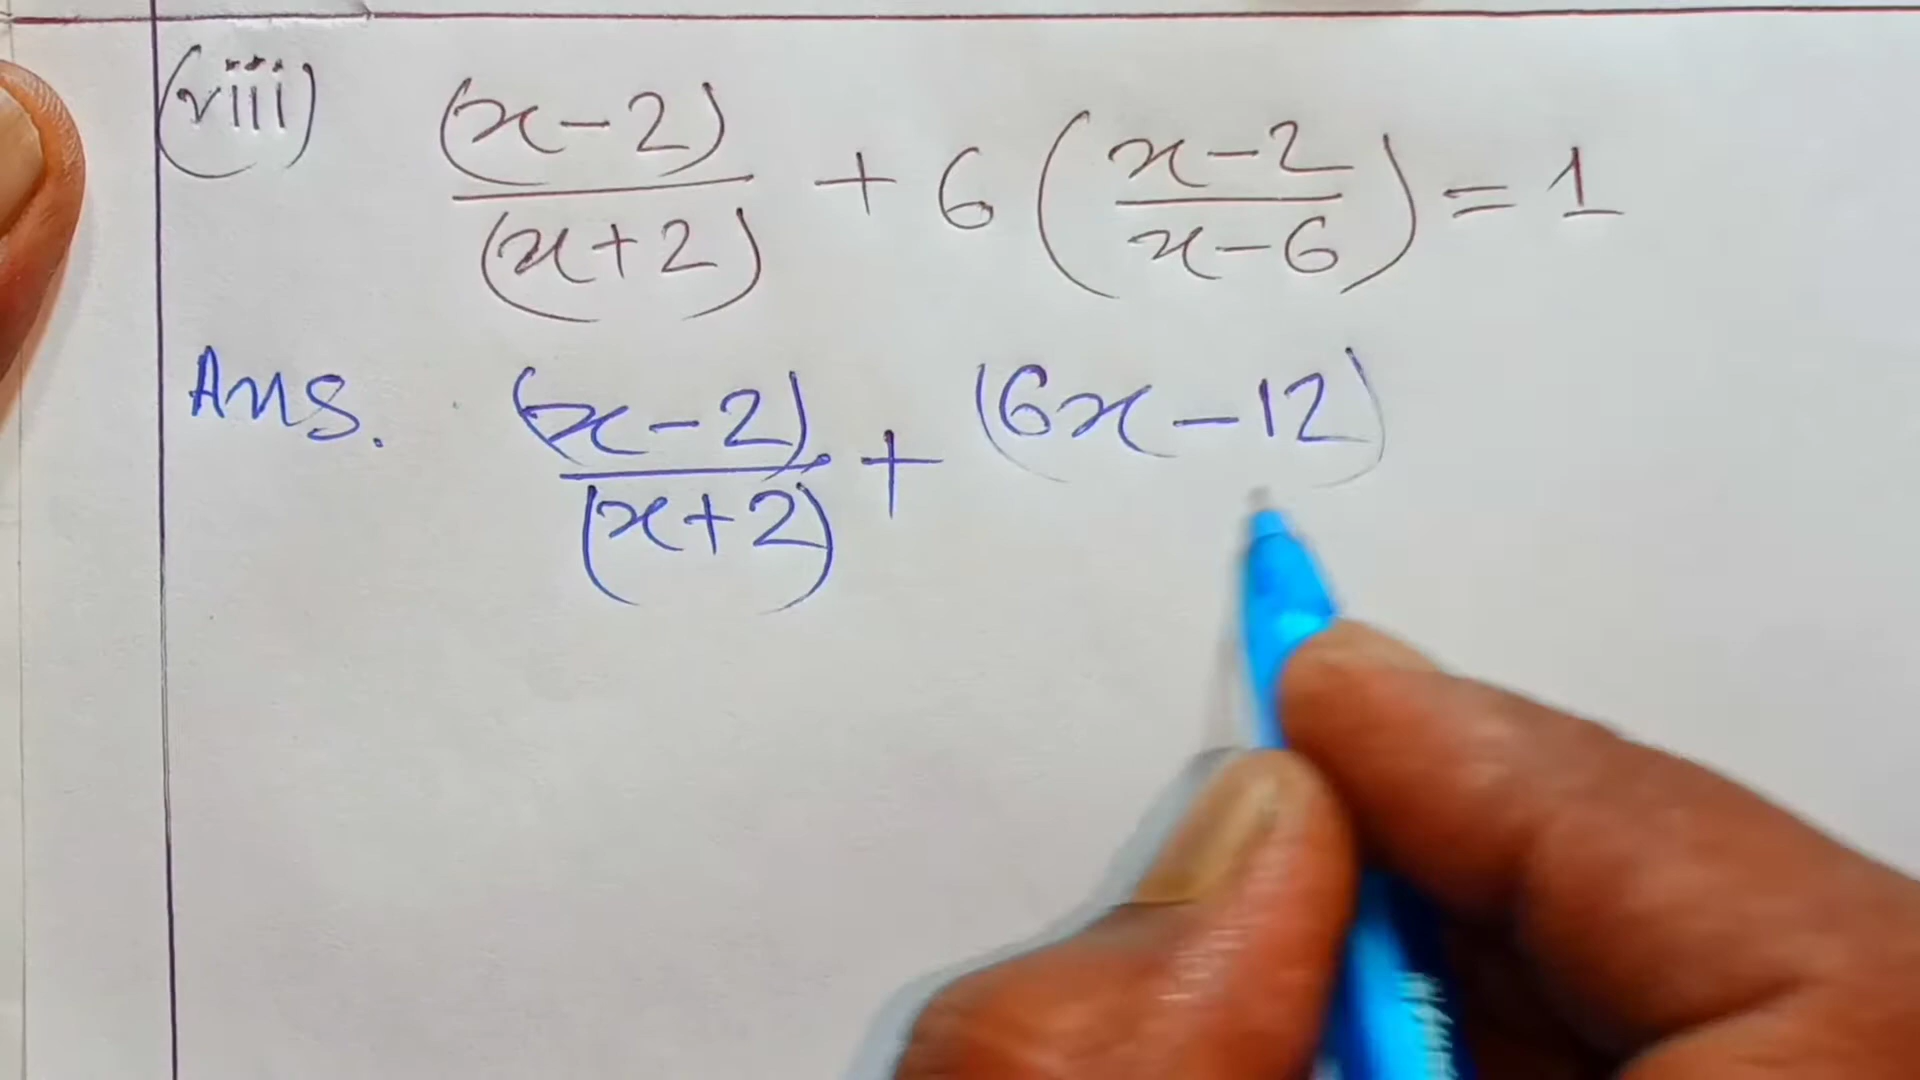 (viii) (x-2)/(x+2) + 6(x-2/x-6) = 1
Ans. (x-2)/(x+2) + (6x-12)